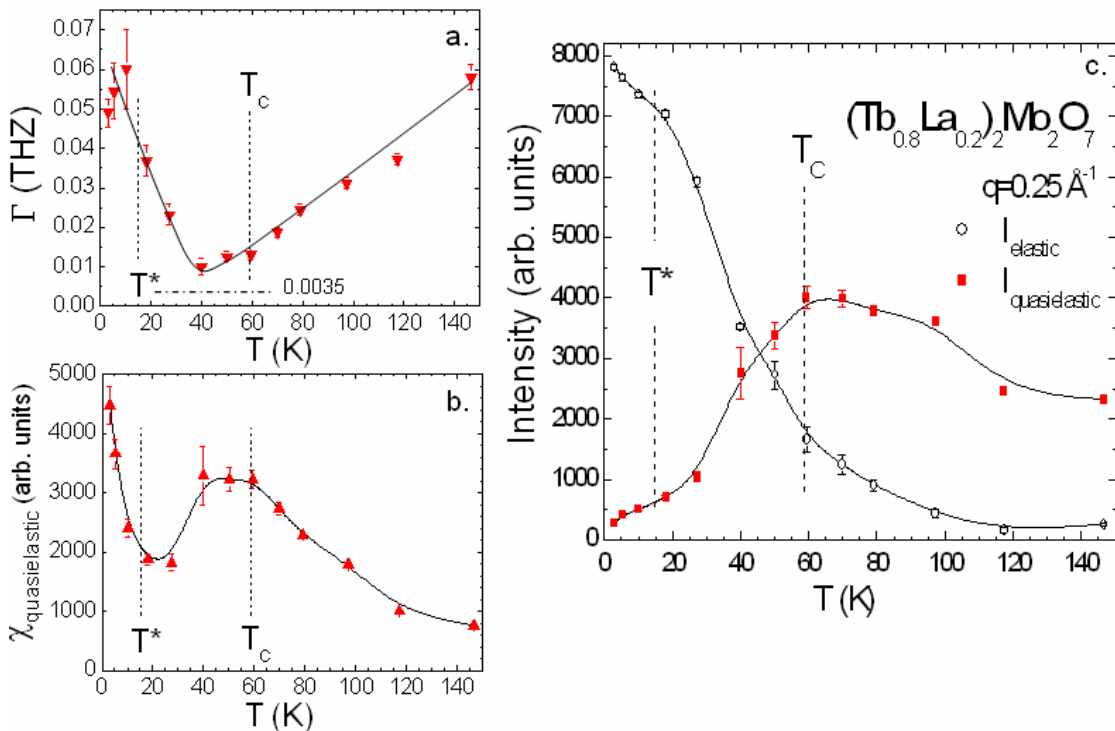 a.
0.07
0.06
0.05
0.04
0.03
0.02
0.01
0.00
Γ (THZ)
T_C
T*
0.0035
0 20 40 60 80 100 120 140
T (K)
b.
5000
4000
3000
2000
1000
0
χ_quasielastic (arb. units)
T*
T_C
0 20 40 60 80 100 120 140
T (K)
c.
8000
7000
6000
5000
4000
3000
2000
1000
0
Intensity (arb. units)
(Tb_0.8La_0.2)_2Mo_2O_7
q=0.25Å⁻¹
I_elastic
I_quasielastic
T_C
T*
0 20 40 60 80 100 120 140
T (K)